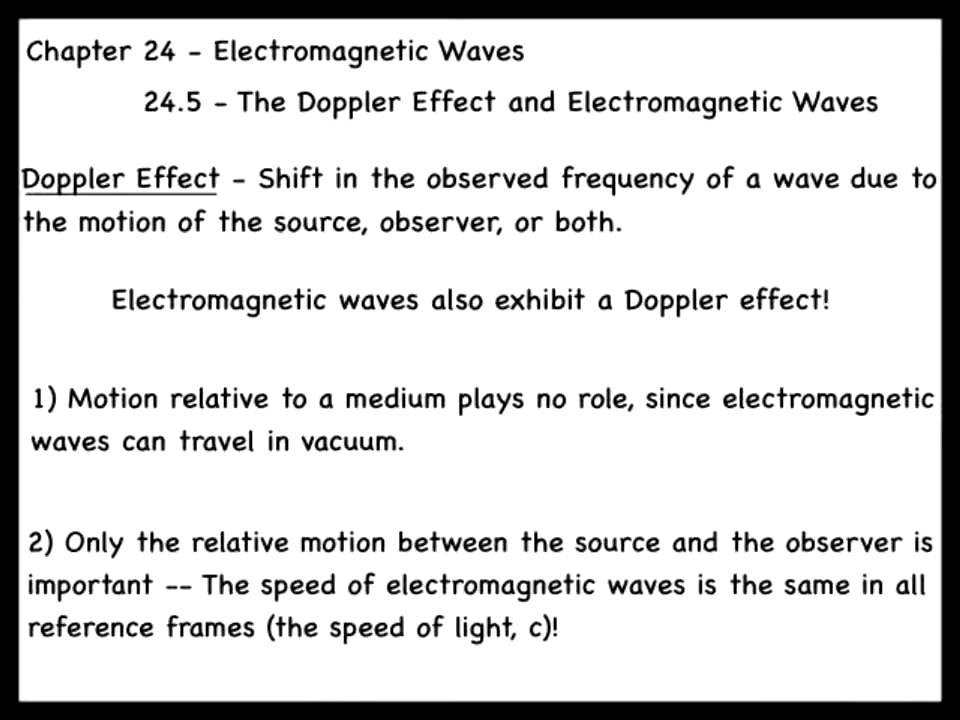 Chapter 24 - Electromagnetic Waves
24.5 - The Doppler Effect and Electromagnetic Waves
Doppler Effect - Shift in the observed frequency of a wave due to
the motion of the source, observer, or both.
Electromagnetic waves also exhibit a Doppler effect!
1) Motion relative to a medium plays no role, since electromagnetic
waves can travel in vacuum.
2) Only the relative motion between the source and the observer is
important -- The speed of electromagnetic waves is the same in all
reference frames (the speed of light, c)!